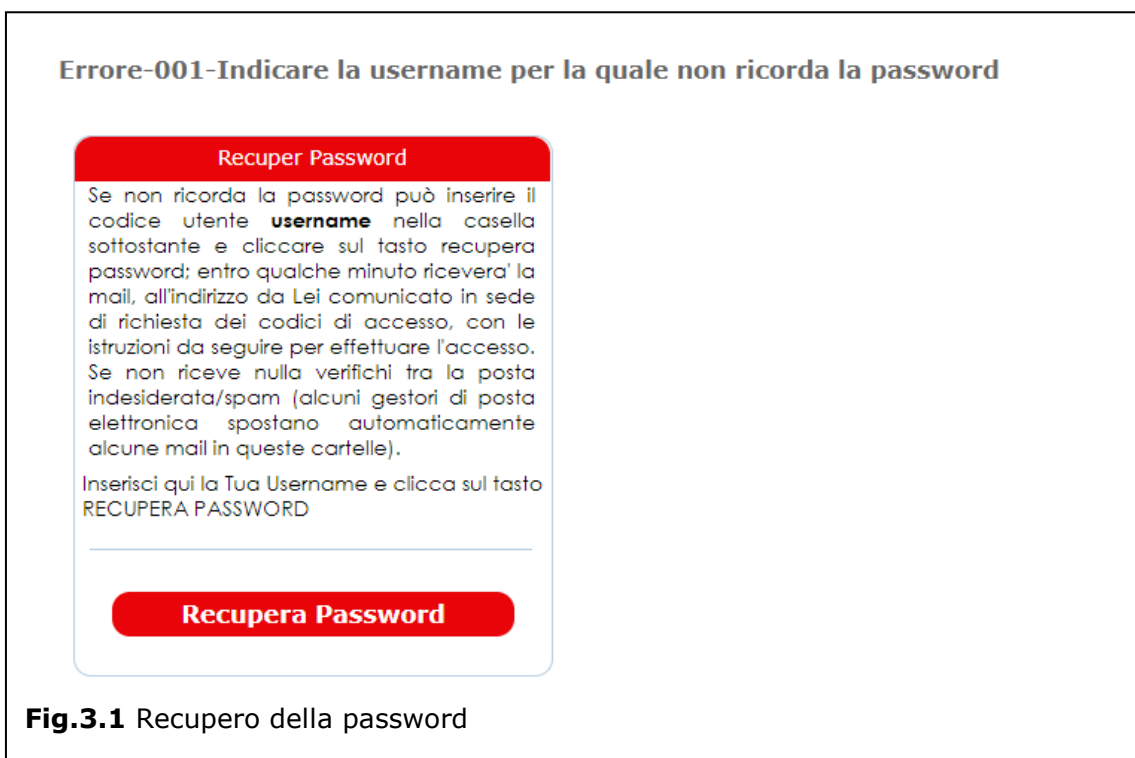 Errore-001-Indicare la username per la quale non ricorda la password
Recuper Password
Se non ricorda la password può inserire il
codice utente username nella casella
sottostante e cliccare sul tasto recupera
password; entro qualche minuto ricevera' la
mail, all'indirizzo da Lei comunicato in sede
di richiesta dei codici di accesso, con le
istruzioni da seguire per effettuare l'accesso.
Se non riceve nulla verifichi tra la posta
indesiderata/spam (alcuni gestori di posta
elettronica spostano automaticamente
alcune mail in queste cartelle).
Inserisci qui la Tua Username e clicca sul tasto
RECUPERA PASSWORD
Recupera Password
Fig.3.1 Recupero della password